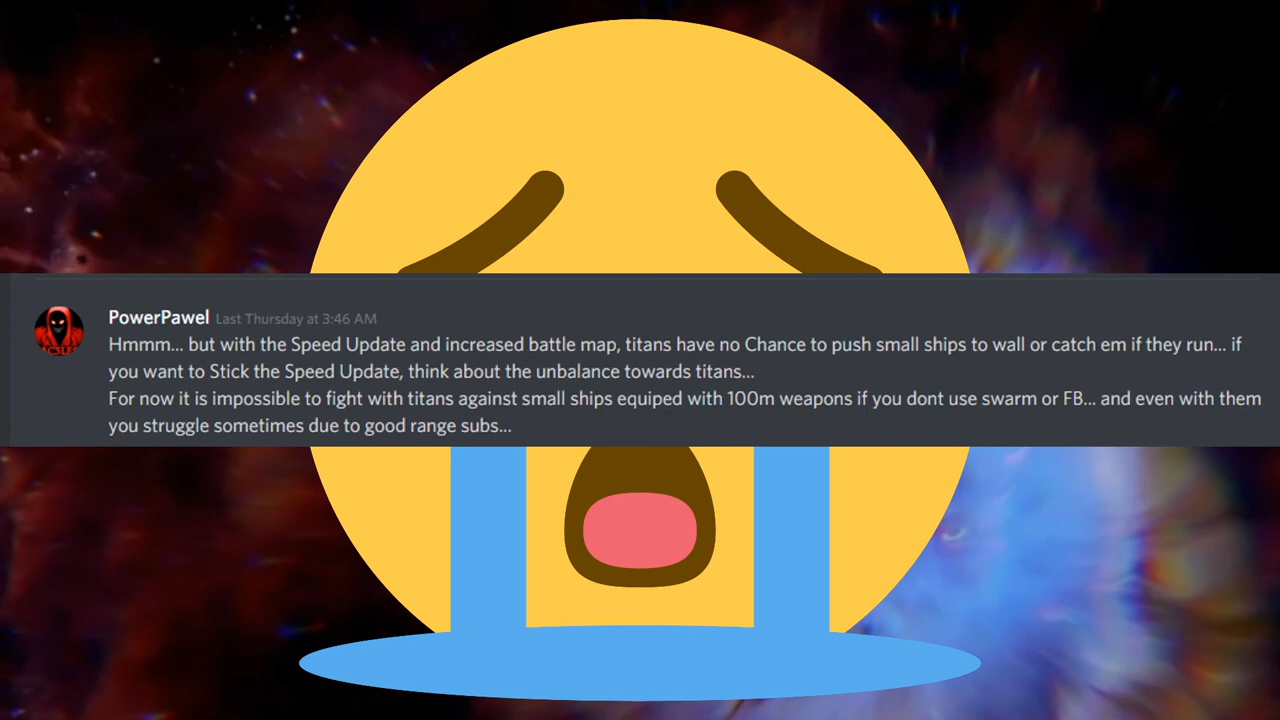 PowerPawel Last Thursday at 3:46 AM
Hmmm... but with the Speed Update and increased battle map, titans have no Chance to push small ships to wall or catch em if they run... if
you want to Stick the Speed Update, think about the unbalance towards titans...
For now it is impossible to fight with titans against small ships equiped with 100m weapons if you dont use swarm or FB... and even with them
you struggle sometimes due to good range subs...